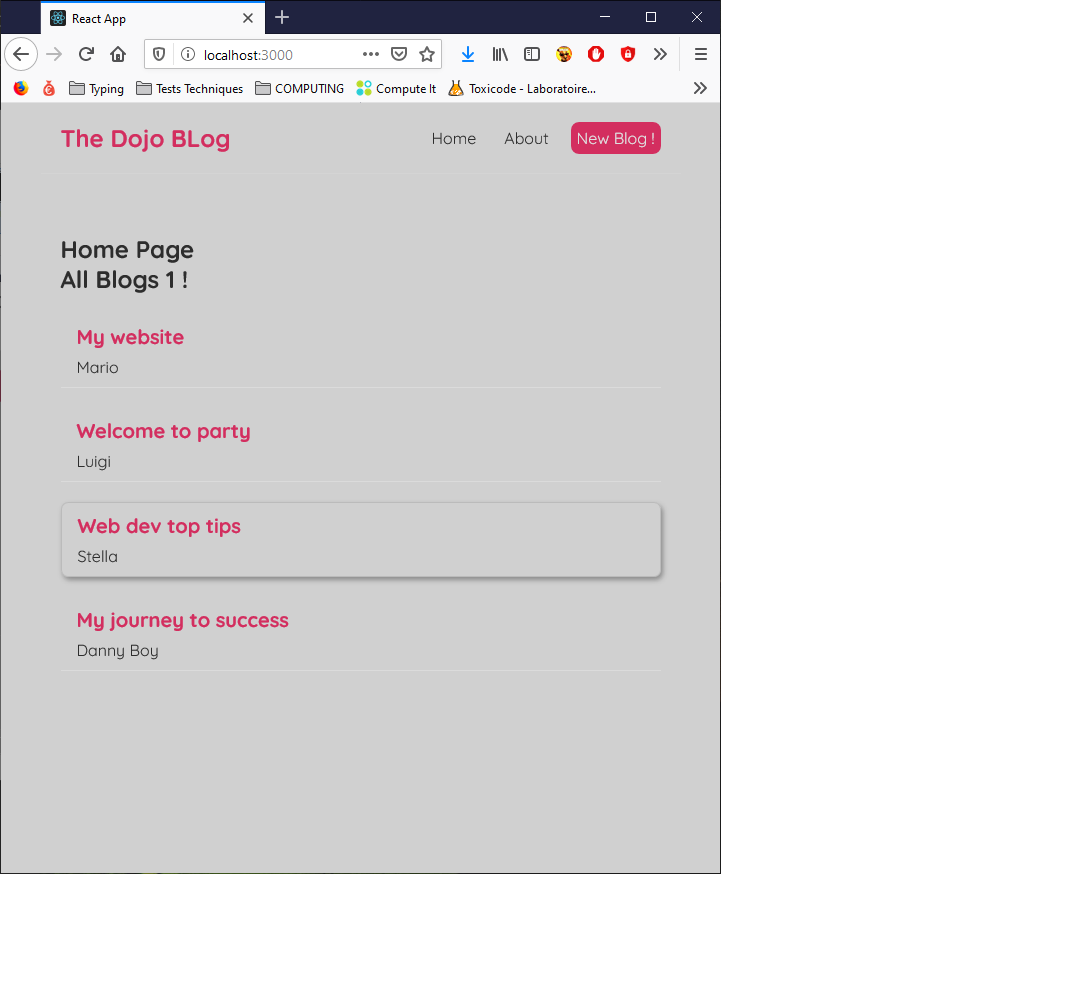 React App
localhost:3000
Typing Tests Techniques COMPUTING Compute It Toxicode - Laboratoire...
The Dojo BLog Home About New Blog !
Home Page
All Blogs 1 !
My website
Mario
Welcome to party
Luigi
Web dev top tips
Stella
My journey to success
Danny Boy